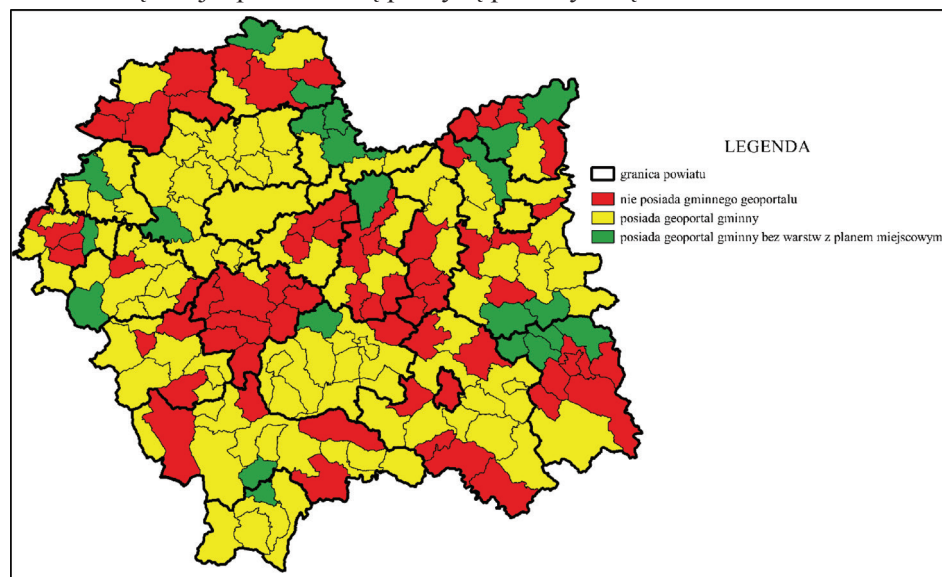 LEGENDA
granica powiatu
nie posiada gminnego geoportalu
posiada geoportal gminny
posiada geoportal gminny bez warstw z planem miejscowym